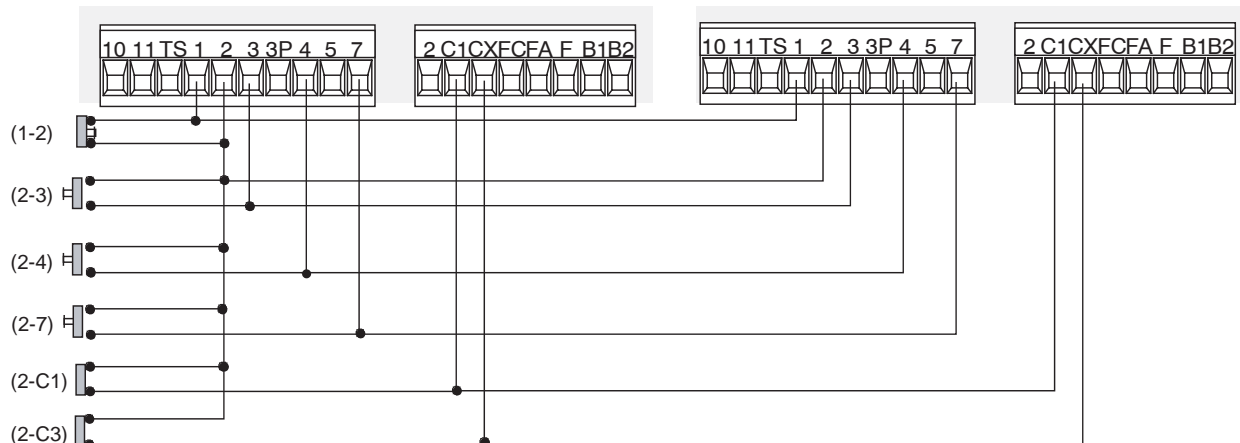 10 11 TS 1 2 3 3P 4 5 7
2 C1 CX FC FA F B1 B2
10 11 TS 1 2 3 3P 4 5 7
2 C1 CX FC FA F B1 B2
(1-2)
(2-3)
(2-4)
(2-7)
(2-C1)
(2-C3)